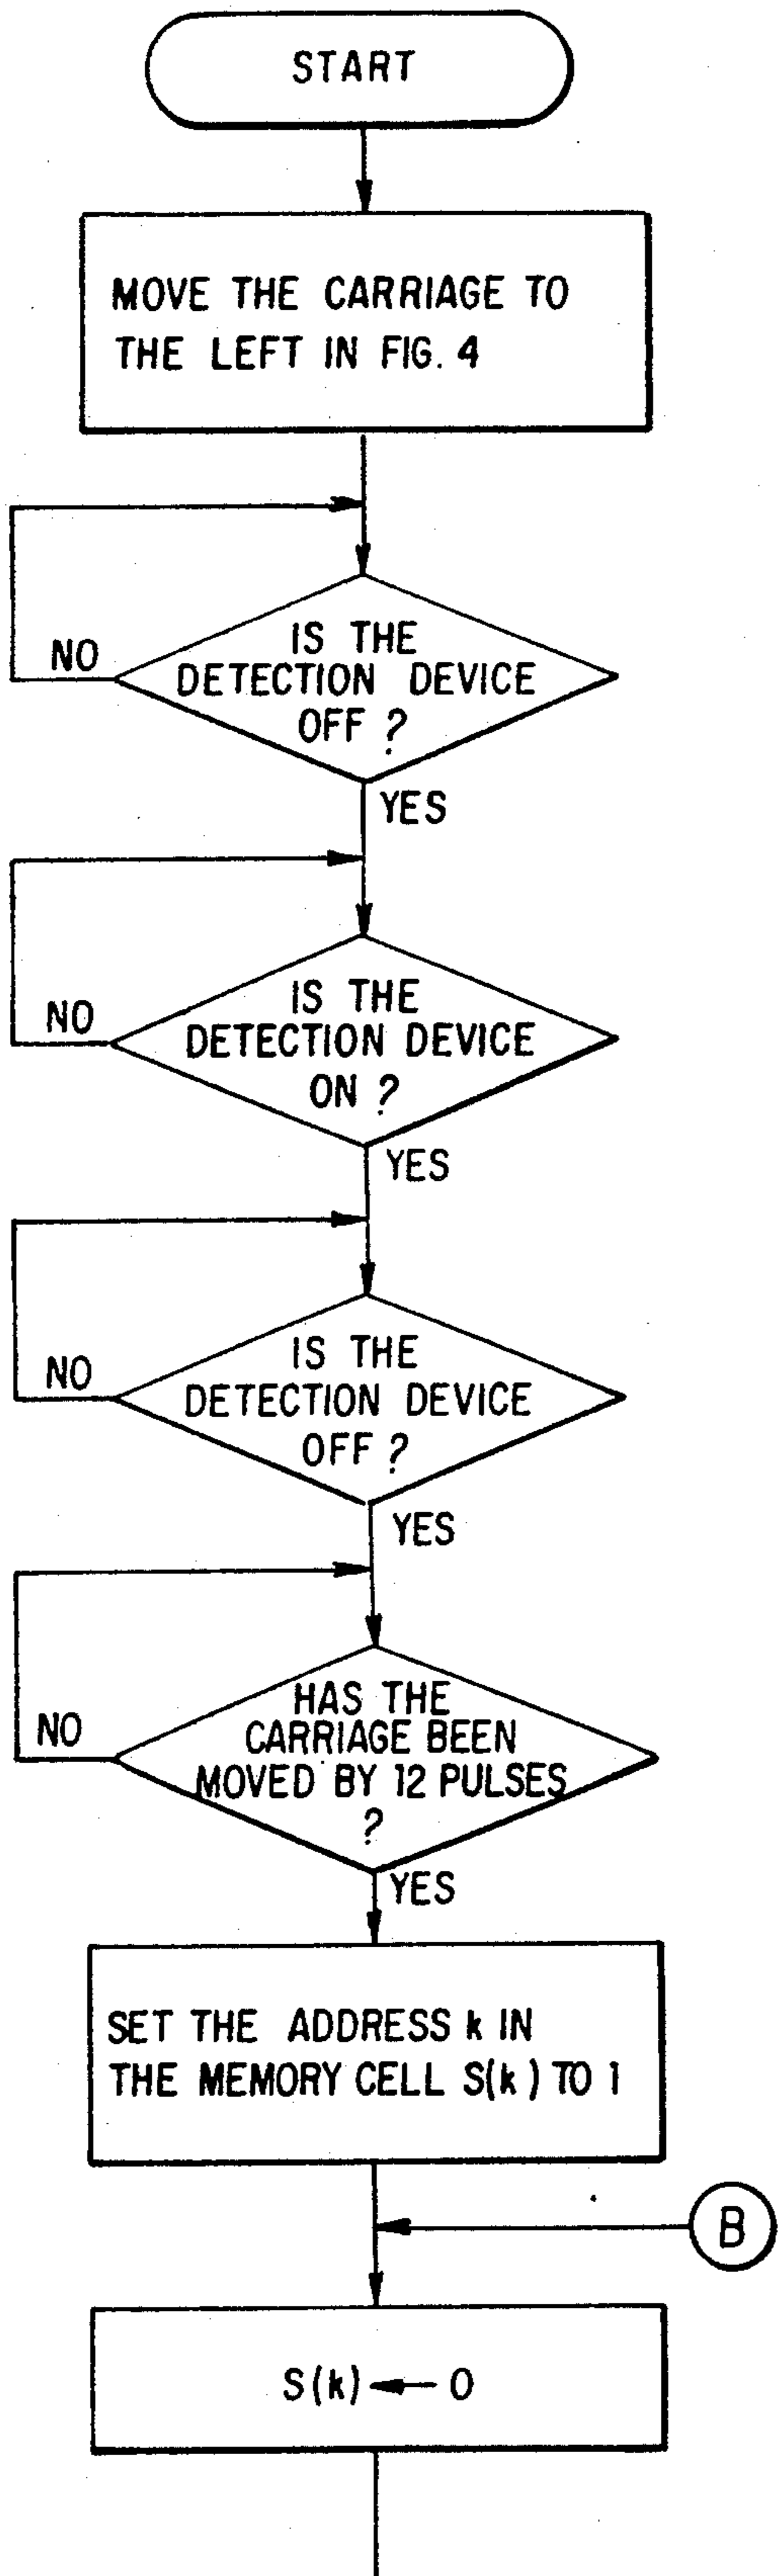 START
MOVE THE CARRIAGE TO
THE LEFT IN FIG. 4
IS THE
DETECTION DEVICE
OFF ?
NO
YES
IS THE
DETECTION DEVICE
ON ?
NO
YES
IS THE
DETECTION DEVICE
OFF ?
NO
YES
HAS THE
CARRIAGE BEEN
MOVED BY 12 PULSES
?
NO
YES
SET THE ADDRESS k IN
THE MEMORY CELL S(k) TO 1
B
S(k) ← 0